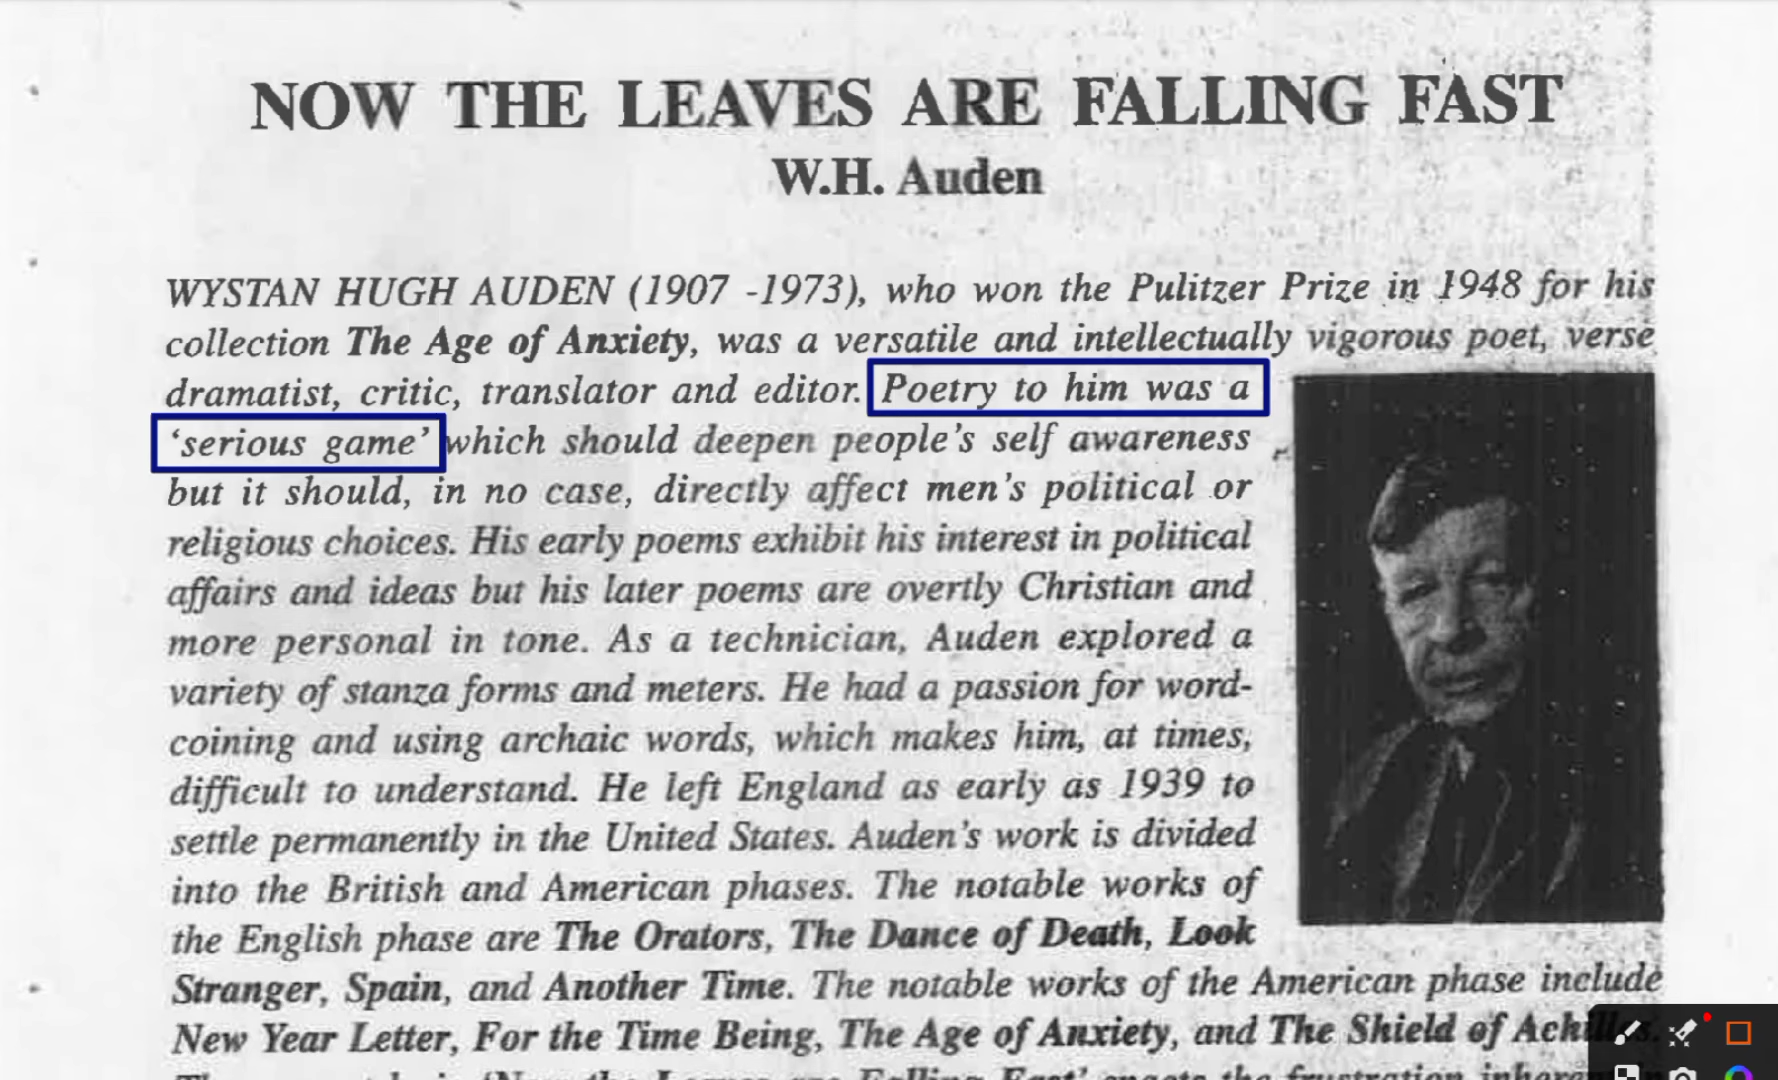 NOW THE LEAVES ARE FALLING FAST
W.H. Auden
WYSTAN HUGH AUDEN (1907 -1973), who won the Pulitzer Prize in 1948 for his
collection The Age of Anxiety, was a versatile and intellectually vigorous poet, verse
dramatist, critic, translator and editor. Poetry to him was a
‘serious game’ which should deepen people’s self awareness
but it should, in no case, directly affect men’s political or
religious choices. His early poems exhibit his interest in political
affairs and ideas but his later poems are overtly Christian and
more personal in tone. As a technician, Auden explored a
variety of stanza forms and meters. He had a passion for word-
coining and using archaic words, which makes him, at times,
difficult to understand. He left England as early as 1939 to
settle permanently in the United States. Auden’s work is divided
into the British and American phases. The notable works of
the English phase are The Orators, The Dance of Death, Look
Stranger, Spain, and Another Time. The notable works of the American phase include
New Year Letter, For the Time Being, The Age of Anxiety, and The Shield of Achilles.